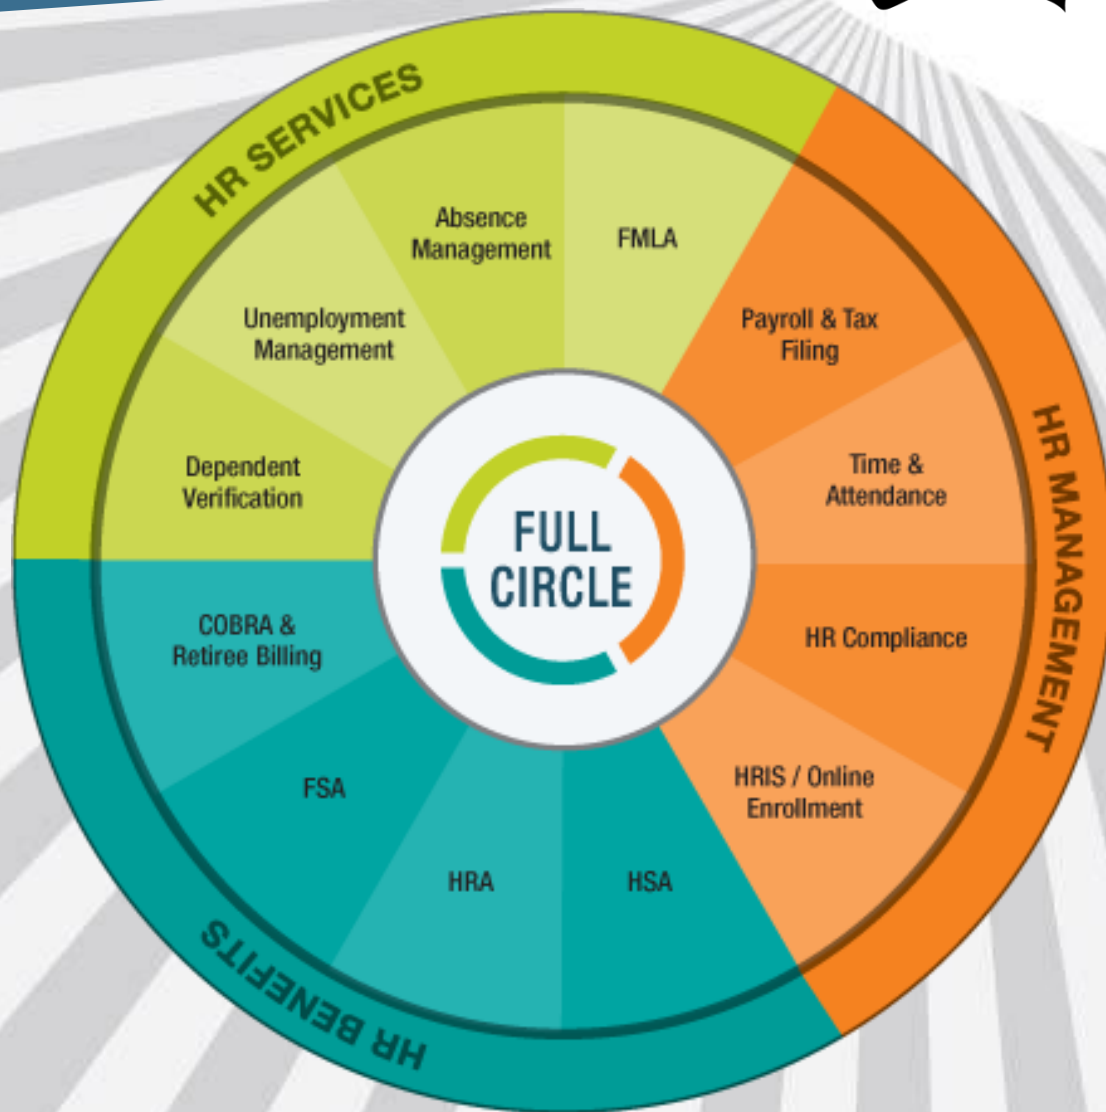 HR SERVICES
Absence
Management
FMLA
Unemployment
Management
Dependent
Verification
HR MANAGEMENT
Payroll & Tax
Filing
Time &
Attendance
HR Compliance
HRIS / Online
Enrollment
FULL
CIRCLE
COBRA &
Retiree Billing
FSA
HRA
HSA
HR BENEFITS